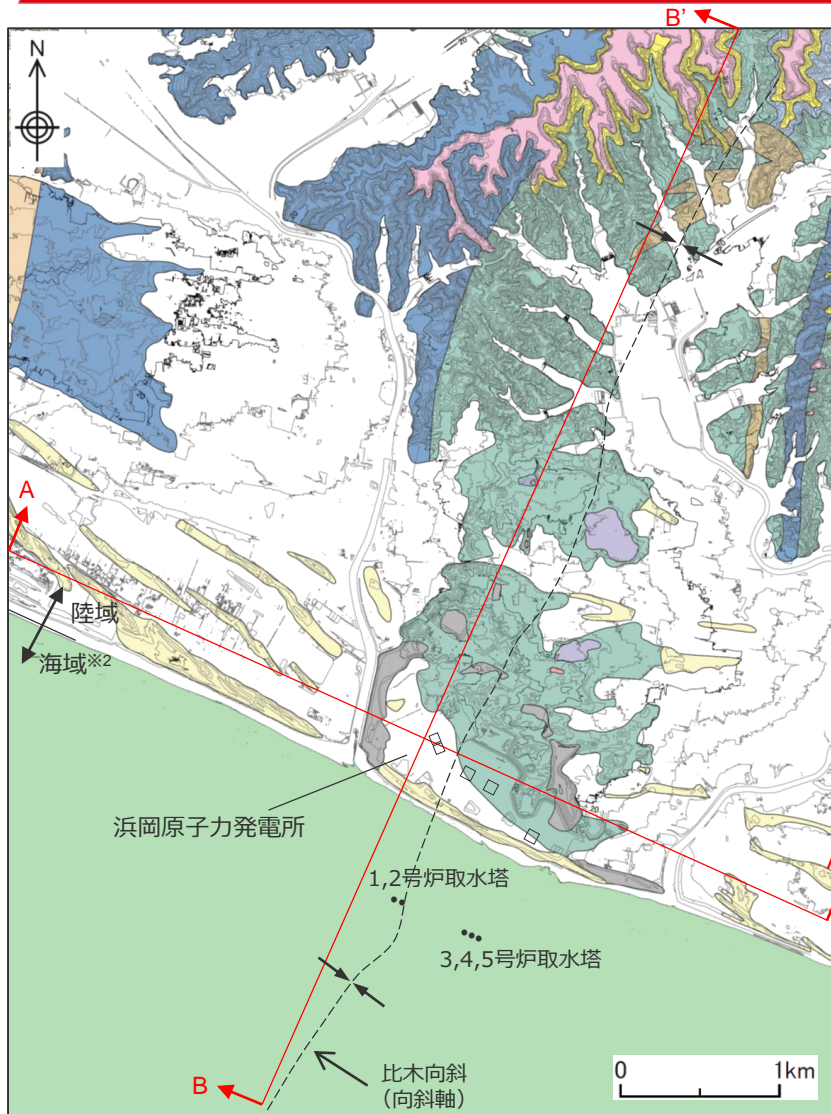 B'
N
A
陸域
海域※2
浜岡原子力発電所
1,2号炉取水塔
3,4,5号炉取水塔
B
比木向斜
(向斜軸)
0 1km